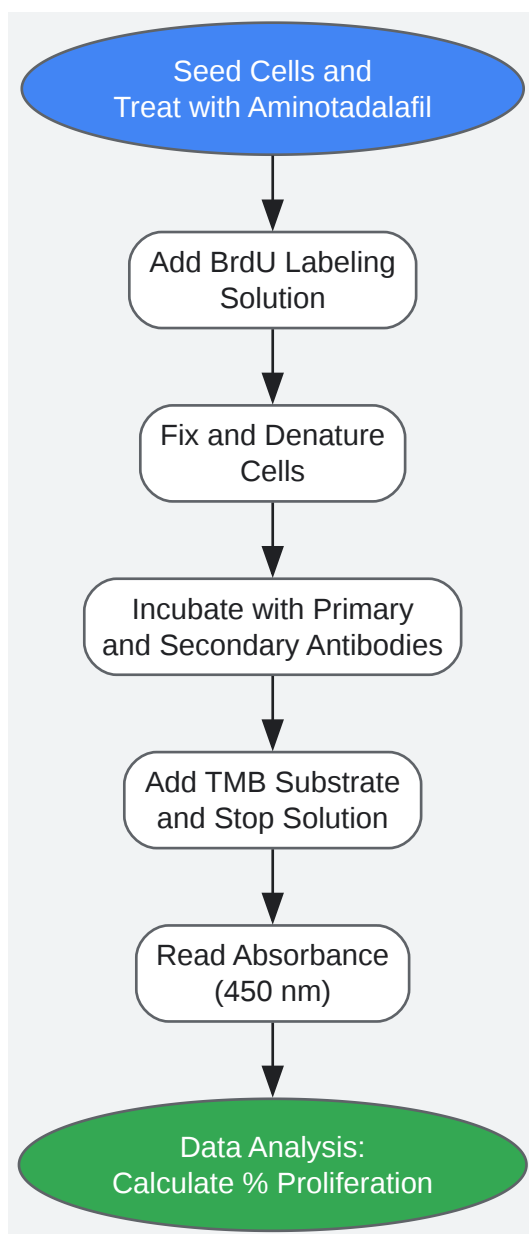 Seed Cells and
Treat with Aminotadalafil
Add BrdU Labeling
Solution
Fix and Denature
Cells
Incubate with Primary
and Secondary Antibodies
Add TMB Substrate
and Stop Solution
Read Absorbance
(450 nm)
Data Analysis:
Calculate % Proliferation